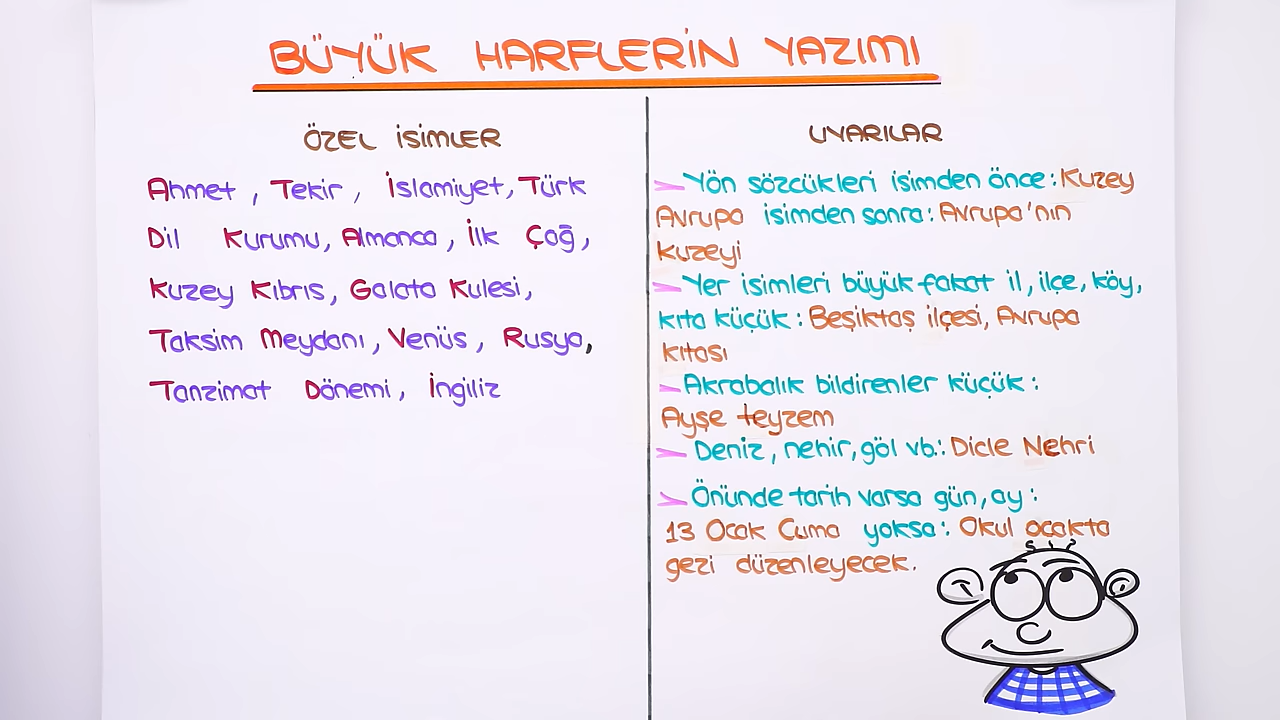 BÜYÜK HARFLERİN YAZIMI
ÖZEL İSİMLER
Ahmet, Tekir, İslamiyet, Türk
Dil Kurumu, Almanca, İlk Çağ,
Kuzey Kıbrıs, Galata Kulesi,
Taksim Meydanı, Venüs, Rusya,
Tanzimat Dönemi, İngiliz
UYARILAR
➤ Yön sözcükleri isimden önce: Kuzey
Avrupa isimden sonra: Avrupa'nın
kuzeyi
➤ Yer isimleri büyük fakat il, ilçe, köy,
kıta küçük: Beşiktaş ilçesi, Avrupa
kıtası
➤ Akrabalık bildirenler küçük:
Ayşe teyzem
➤ Deniz, nehir, göl vb.: Dicle Nehri
➤ Önünde tarih varsa gün, ay:
13 Ocak Cuma yoksa: Okul ocakta
gezi düzenleyecek.